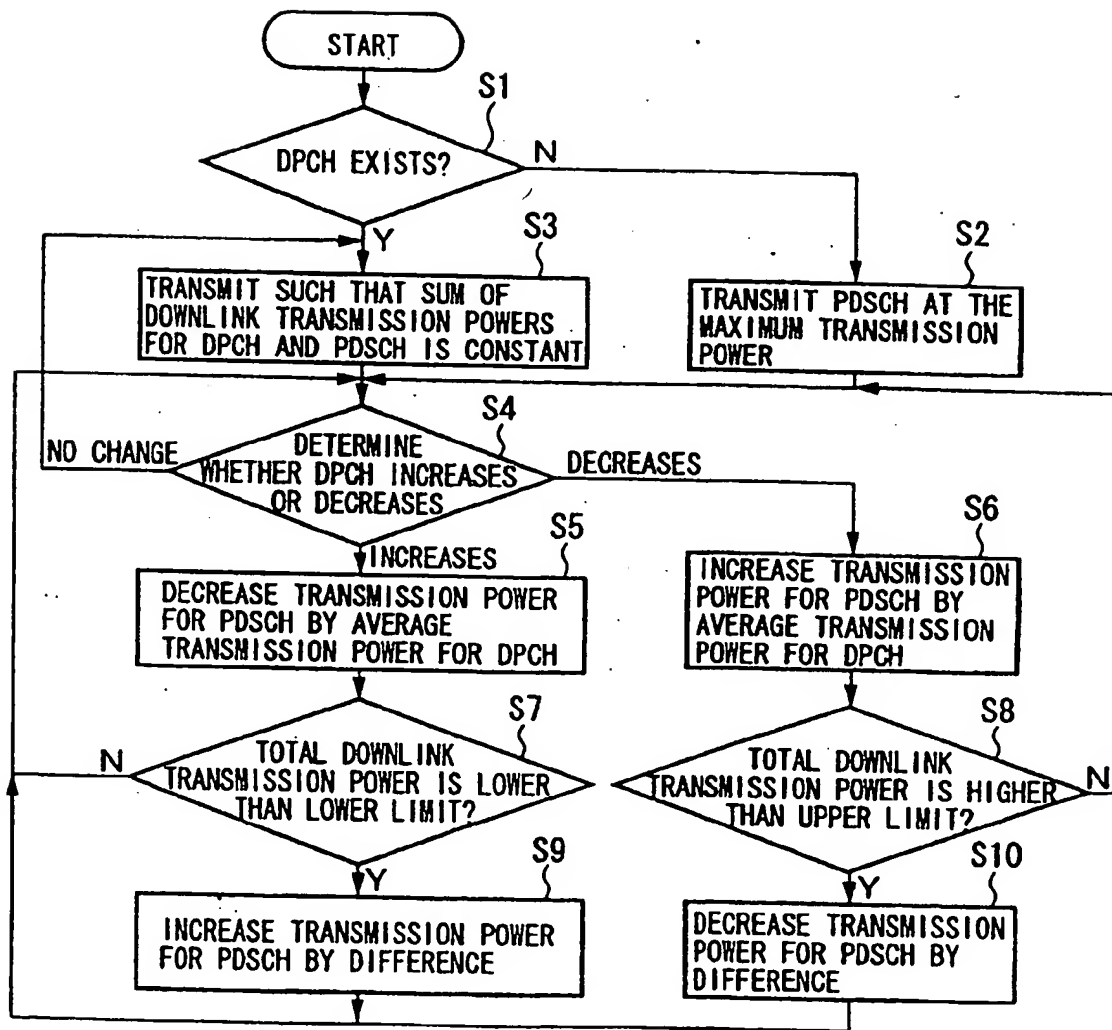 START
S1
DPCH EXISTS?
N
Y
S3
TRANSMIT SUCH THAT SUM OF
DOWNLINK TRANSMISSION POWERS
FOR DPCH AND PDSCH IS CONSTANT
S2
TRANSMIT PDSCH AT THE
MAXIMUM TRANSMISSION
POWER
S4
NO CHANGE
DETERMINE
WHETHER DPCH INCREASES
OR DECREASES
DECREASES
INCREASES
S5
DECREASE TRANSMISSION POWER
FOR PDSCH BY AVERAGE
TRANSMISSION POWER FOR DPCH
S6
INCREASE TRANSMISSION
POWER FOR PDSCH BY
AVERAGE TRANSMISSION
POWER FOR DPCH
S7
N
TOTAL DOWNLINK
TRANSMISSION POWER IS LOWER
THAN LOWER LIMIT?
Y
S8
TOTAL DOWNLINK
TRANSMISSION POWER IS HIGHER
THAN UPPER LIMIT?
N
Y
S9
INCREASE TRANSMISSION POWER
FOR PDSCH BY DIFFERENCE
S10
DECREASE TRANSMISSION
POWER FOR PDSCH BY
DIFFERENCE